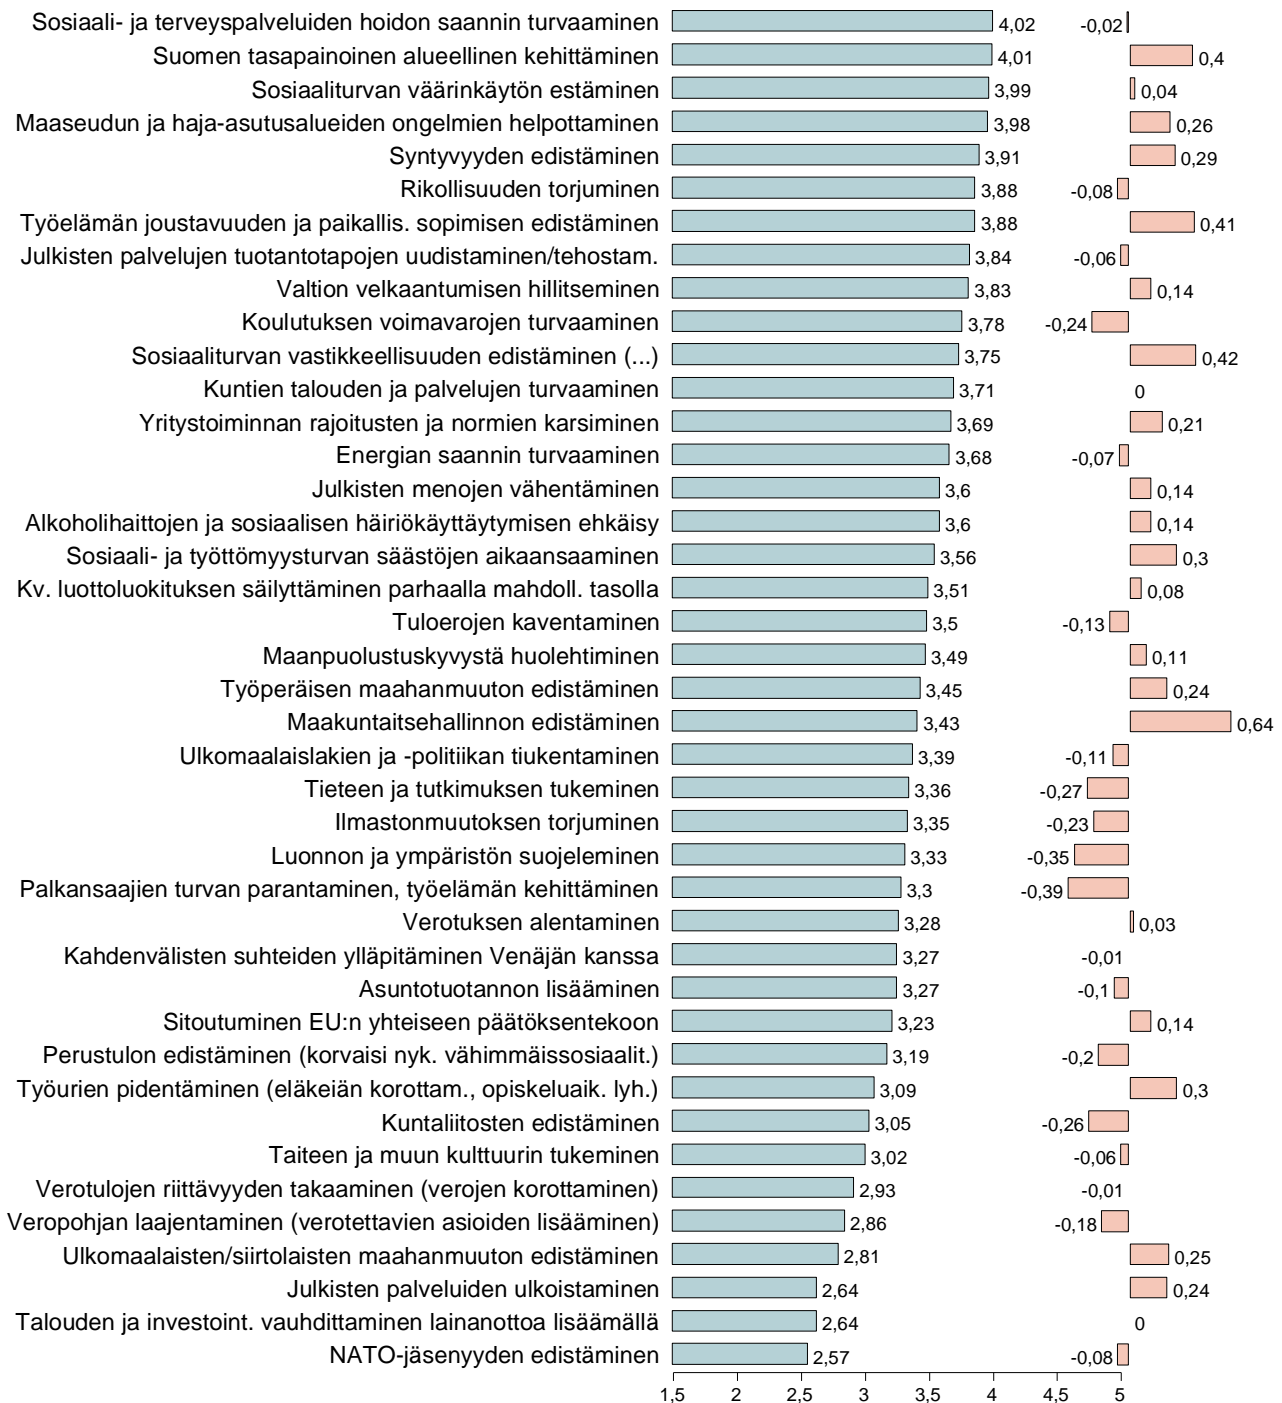 Sosiaali- ja terveyspalveluiden hoidon saannin turvaaminen 4,02 -0,02
Suomen tasapainoinen alueellinen kehittäminen 4,01 0,4
Sosiaaliturvan väärinkäytön estäminen 3,99 0,04
Maaseudun ja haja-asutusalueiden ongelmien helpottaminen 3,98 0,26
Syntyvyyden edistäminen 3,91 0,29
Rikollisuuden torjuminen 3,88 -0,08
Työelämän joustavuuden ja paikallis. sopimisen edistäminen 3,88 0,41
Julkisten palvelujen tuotantotapojen uudistaminen/tehostam. 3,84 -0,06
Valtion velkaantumisen hillitseminen 3,83 0,14
Koulutuksen voimavarojen turvaaminen 3,78 -0,24
Sosiaaliturvan vastikkeellisuuden edistäminen (...) 3,75 0,42
Kuntien talouden ja palvelujen turvaaminen 3,71 0
Yritystoiminnan rajoitusten ja normien karsiminen 3,69 0,21
Energian saannin turvaaminen 3,68 -0,07
Julkisten menojen vähentäminen 3,6 0,14
Alkoholihaittojen ja sosiaalisen häiriökäyttäytymisen ehkäisy 3,6 0,14
Sosiaali- ja työttömyysturvan säästöjen aikaansaaminen 3,56 0,3
Kv. luottoluokituksen säilyttäminen parhaalla mahdoll. tasolla 3,51 0,08
Tuloerojen kaventaminen 3,5 -0,13
Maanpuolustuskyvystä huolehtiminen 3,49 0,11
Työperäisen maahanmuuton edistäminen 3,45 0,24
Maakuntaitsehallinnon edistäminen 3,43 0,64
Ulkomaalaislakien ja -politiikan tiukentaminen 3,39 -0,11
Tieteen ja tutkimuksen tukeminen 3,36 -0,27
Ilmastonmuutoksen torjuminen 3,35 -0,23
Luonnon ja ympäristön suojeleminen 3,33 -0,35
Palkansaajien turvan parantaminen, työelämän kehittäminen 3,3 -0,39
Verotuksen alentaminen 3,28 0,03
Kahdenvälisten suhteiden ylläpitäminen Venäjän kanssa 3,27 -0,01
Asuntotuotannon lisääminen 3,27 -0,1
Sitoutuminen EU:n yhteiseen päätöksentekoon 3,23 0,14
Perustulon edistäminen (korvaisi nyk. vähimmäissosiaalit.) 3,19 -0,2
Työurien pidentäminen (eläkeiän korottam., opiskeluaik. lyh.) 3,09 0,3
Kuntaliitosten edistäminen 3,05 -0,26
Taiteen ja muun kulttuurin tukeminen 3,02 -0,06
Verotulojen riittävyyden takaaminen (verojen korottaminen) 2,93 -0,01
Veropohjan laajentaminen (verotettavien asioiden lisääminen) 2,86 -0,18
Ulkomaalaisten/siirtolaisten maahanmuuton edistäminen 2,81 0,25
Julkisten palveluiden ulkoistaminen 2,64 0,24
Talouden ja investoint. vauhdittaminen lainanottoa lisäämällä 2,64 0
NATO-jäsenyyden edistäminen 2,57 -0,08
1,5 2 2,5 3 3,5 4 4,5 5